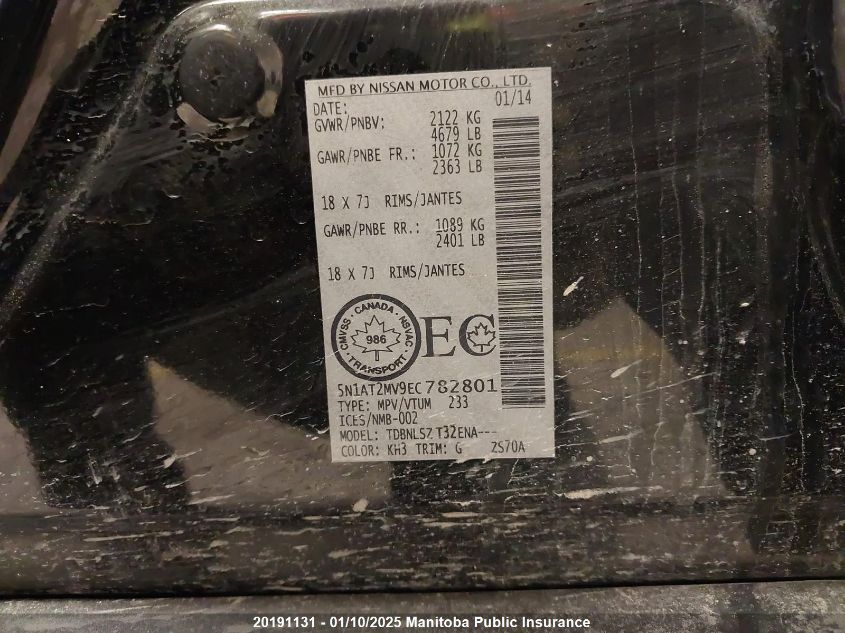 MFD BY NISSAN MOTOR CO., LTD.
DATE: 01/14
GVWR/PNBV: 2122 KG
4679 LB
GAWR/PNBE FR.: 1072 KG
2363 LB
18 X 7J RIMS/JANTES
GAWR/PNBE RR.: 1089 KG
2401 LB
18 X 7J RIMS/JANTES
CMVSS · CANADA · NSVAC · TRANSPORT ·
986
EC
5N1AT2MV9EC782801
TYPE: MPV/VTUM 233
ICES/NMB-002
MODEL: TDBNLSZ T32ENA---
COLOR: KH3 TRIM: G ZS70A
20191131 - 01/10/2025 Manitoba Public Insurance